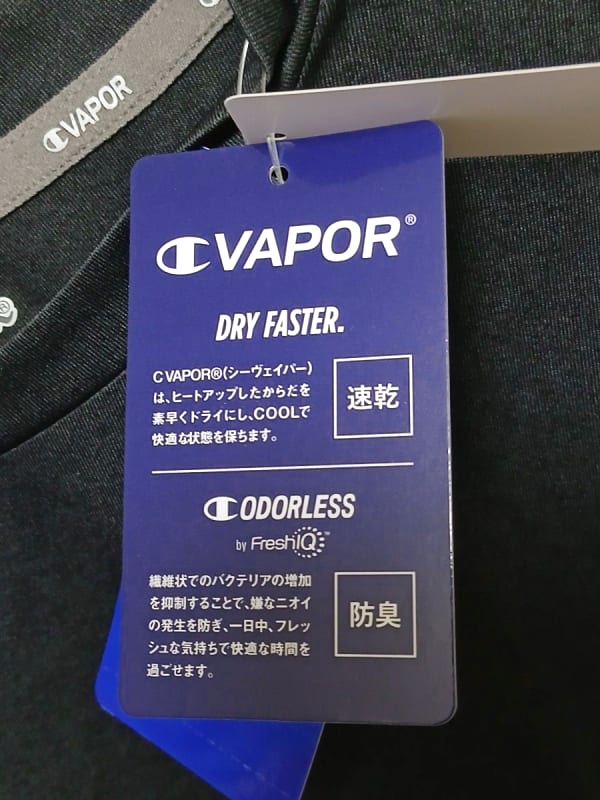 VAPOR
VAPOR®
DRY FASTER.
C VAPOR®(シーヴェイパー)
は、ヒートアップしたからだを
素早くドライにし、COOLで
快適な状態を保ちます。
速乾
ODORLESS
by FreshIQ™
繊維状でのバクテリアの増加
を抑制することで、嫌なニオイ
の発生を防ぎ、一日中、フレッ
シュな気持ちで快適な時間を
過ごせます。
防臭